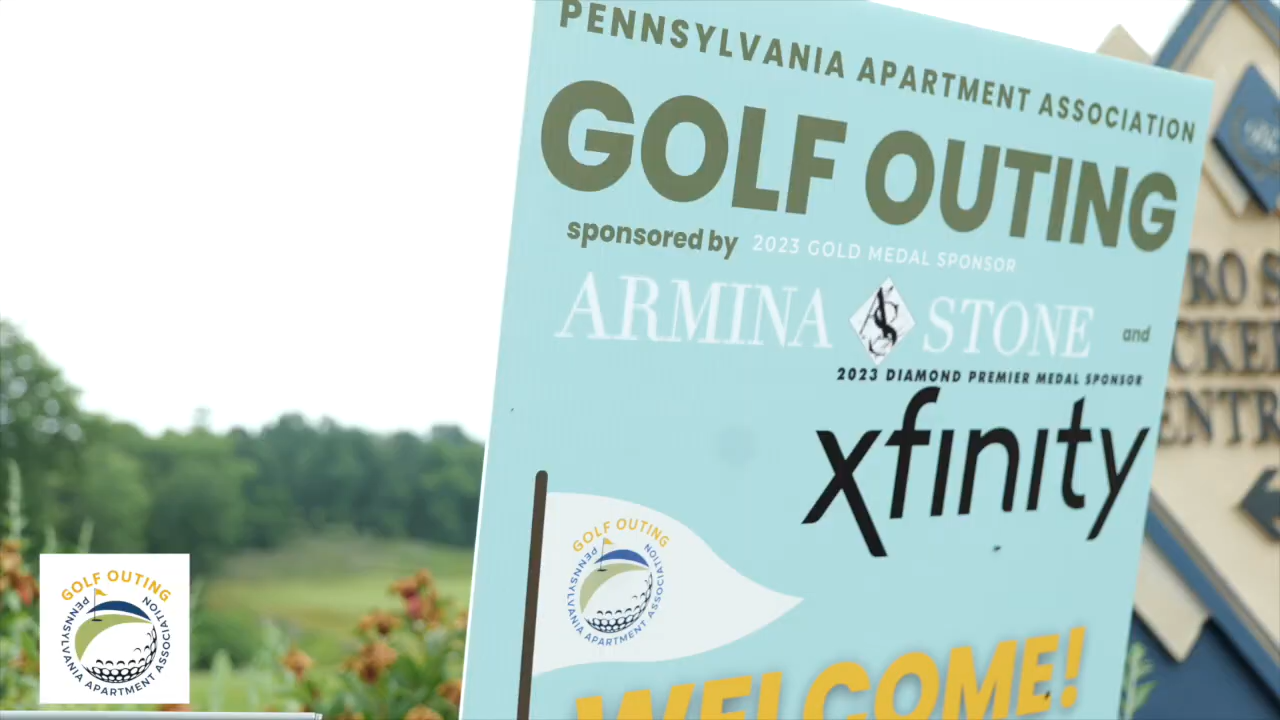 PENNSYLVANIA APARTMENT ASSOCIATION
GOLF OUTING
sponsored by 2023 GOLD MEDAL SPONSOR
ARMINA STONE and
2023 DIAMOND PREMIER MEDAL SPONSOR
xfinity
GOLF OUTING
PENNSYLVANIA APARTMENT ASSOCIATION
WELCOME!
GOLF OUTING
PENNSYLVANIA APARTMENT ASSOCIATION